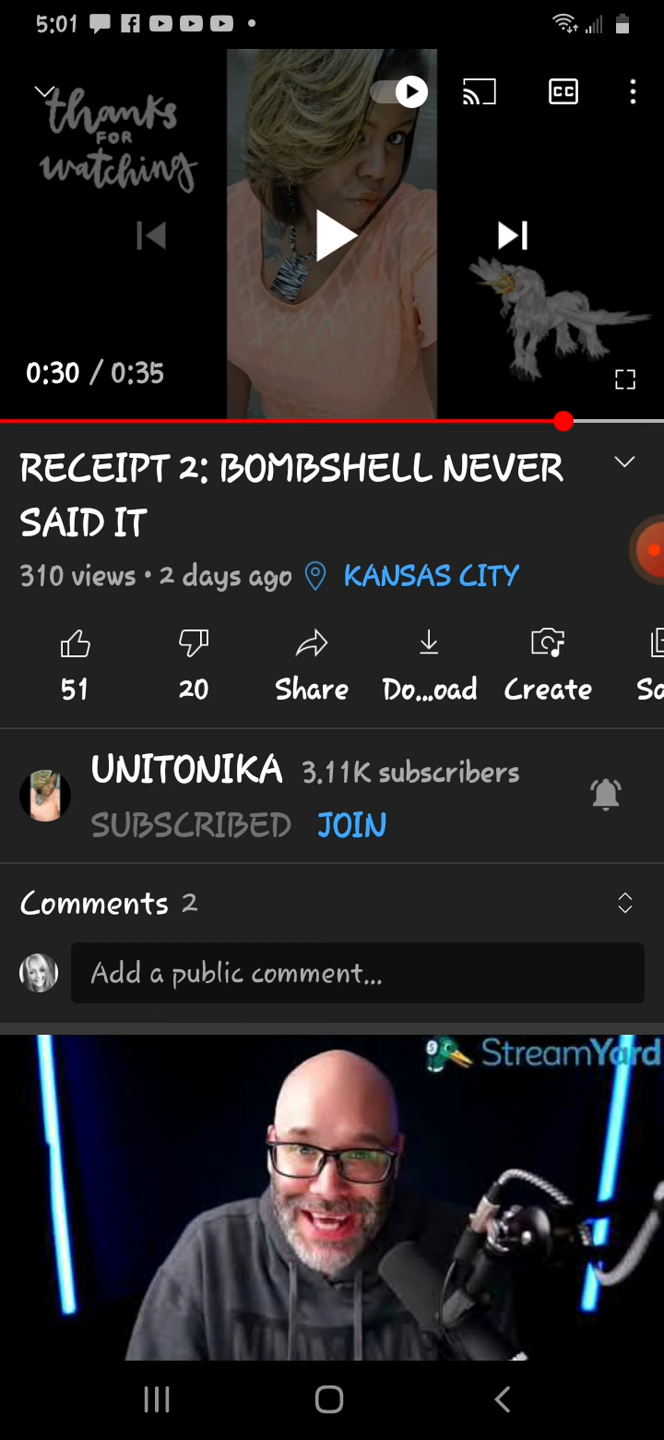 5:01
thanks
FOR
watching
CC
0:30 / 0:35
RECEIPT 2: BOMBSHELL NEVER
SAID IT
310 views • 2 days ago KANSAS CITY
51 20 Share Do...oad Create So
UNITONIKA 3.11K subscribers
SUBSCRIBED JOIN
Comments 2
Add a public comment...
StreamYard